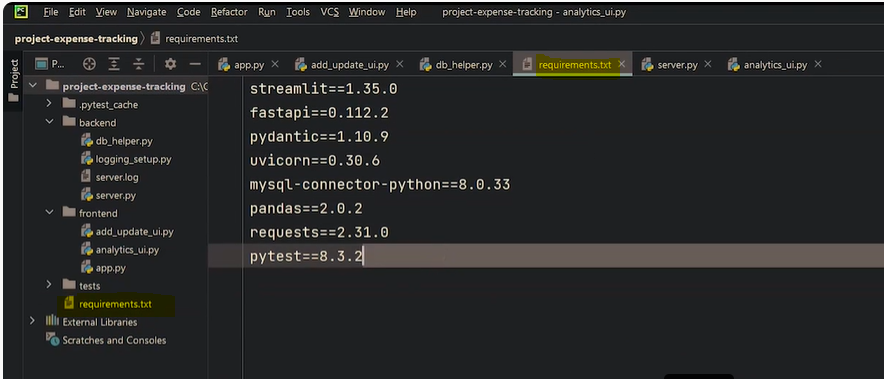 PC File Edit View Navigate Code Refactor Run Tools VCS Window Help project-expense-tracking - analytics_ui.py
project-expense-tracking requirements.txt
Project
P...
app.py
add_update_ui.py
db_helper.py
requirements.txt
server.py
analytics_ui.py
project-expense-tracking
.pytest_cache
backend
db_helper.py
logging_setup.py
server.log
server.py
frontend
add_update_ui.py
analytics_ui.py
app.py
tests
requirements.txt
External Libraries
Scratches and Consoles
streamlit==1.35.0
fastapi==0.112.2
pydantic==1.10.9
uvicorn==0.30.6
mysql-connector-python==8.0.33
pandas==2.0.2
requests==2.31.0
pytest==8.3.2